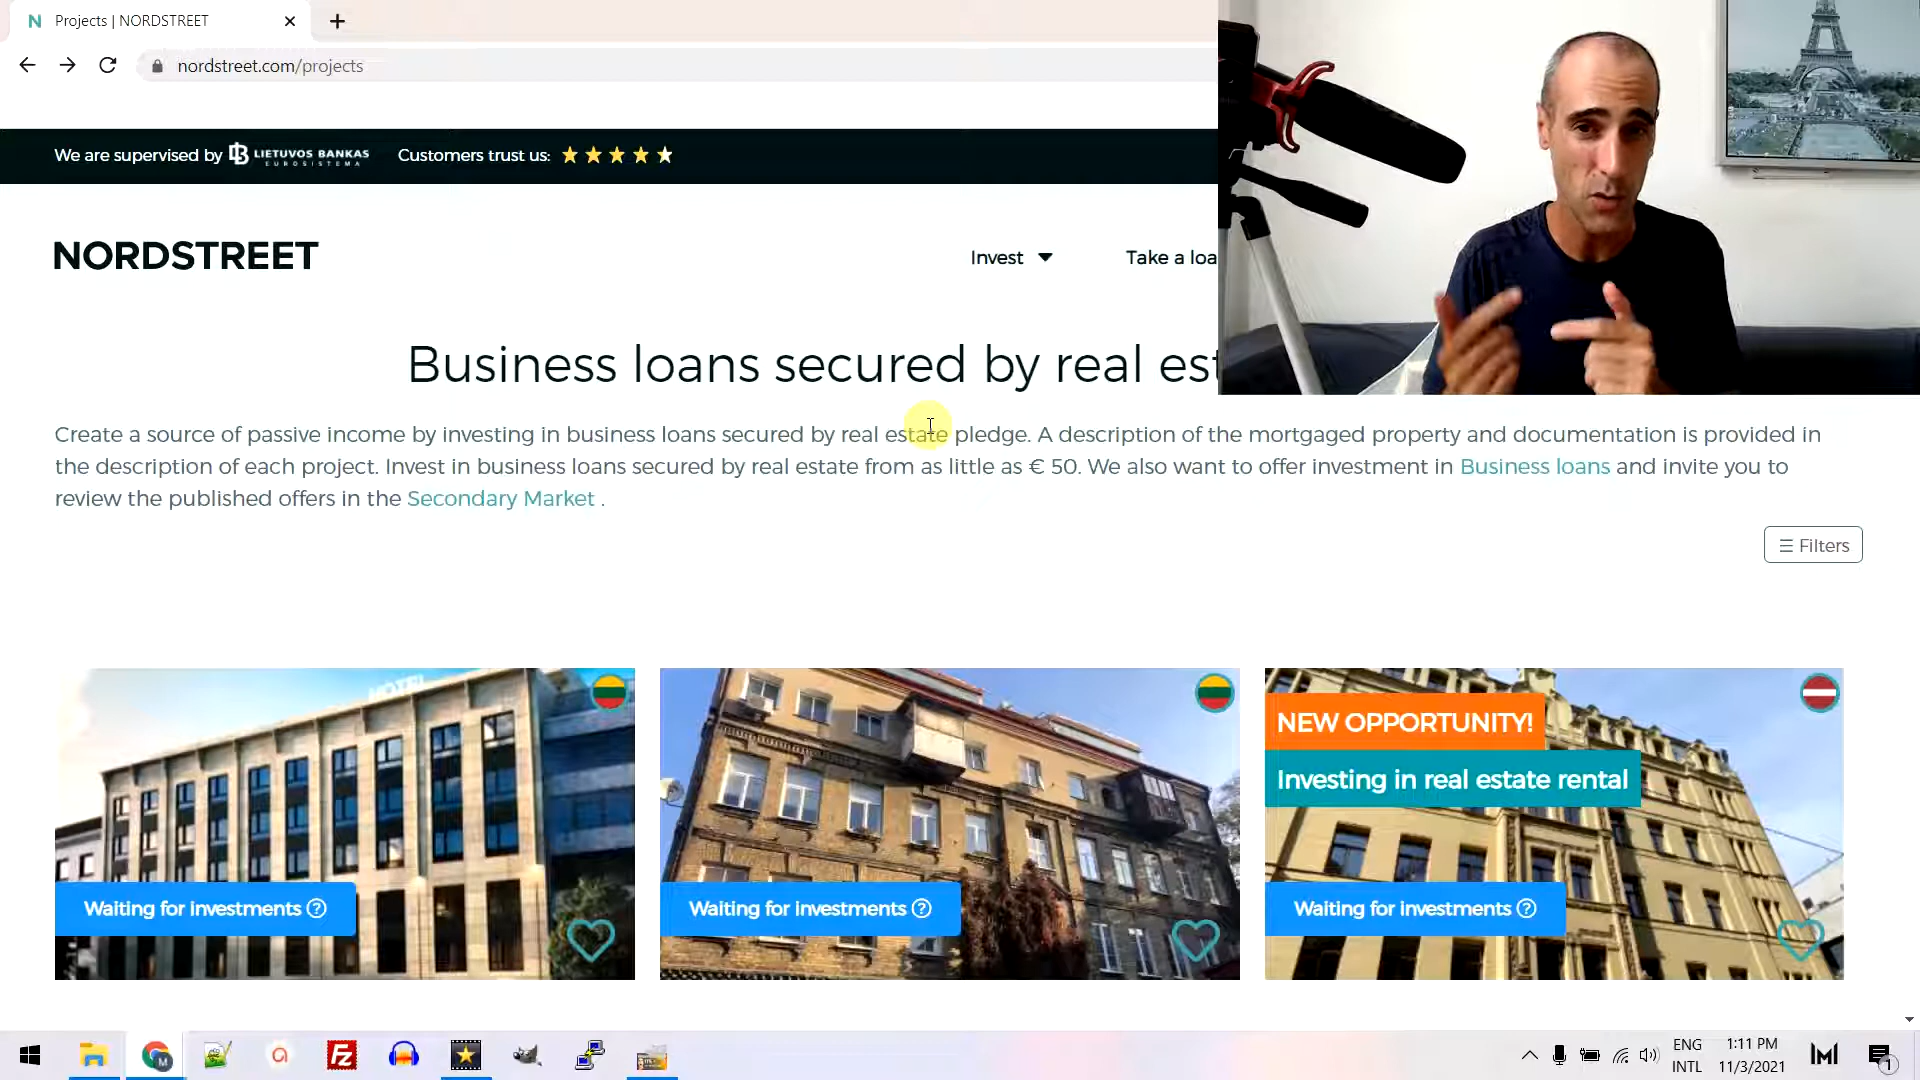 Projects | NORDSTREET
nordstreet.com/projects
We are supervised by LIETUVOS BANKAS EUROSISTEMA Customers trust us:
NORDSTREET
Invest Take a loa
Business loans secured by real est
Create a source of passive income by investing in business loans secured by real estate pledge. A description of the mortgaged property and documentation is provided in
the description of each project. Invest in business loans secured by real estate from as little as € 50. We also want to offer investment in Business loans and invite you to
review the published offers in the Secondary Market .
Filters
HOTEL
NEW OPPORTUNITY!
Investing in real estate rental
Waiting for investments ?
Waiting for investments ?
Waiting for investments ?
ENG
INTL
1:11 PM
11/3/2021
1